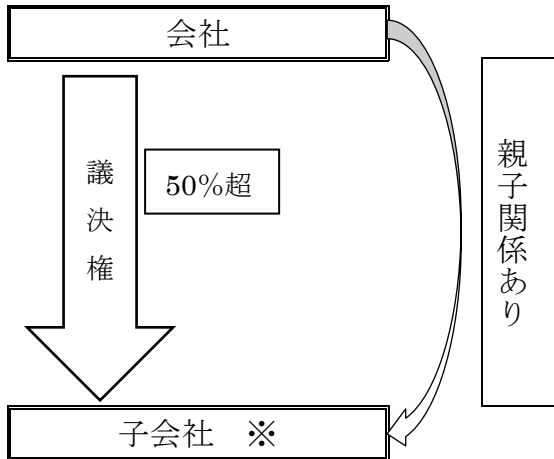 会社
議決権
50%超
親子関係あり
子会社 ※